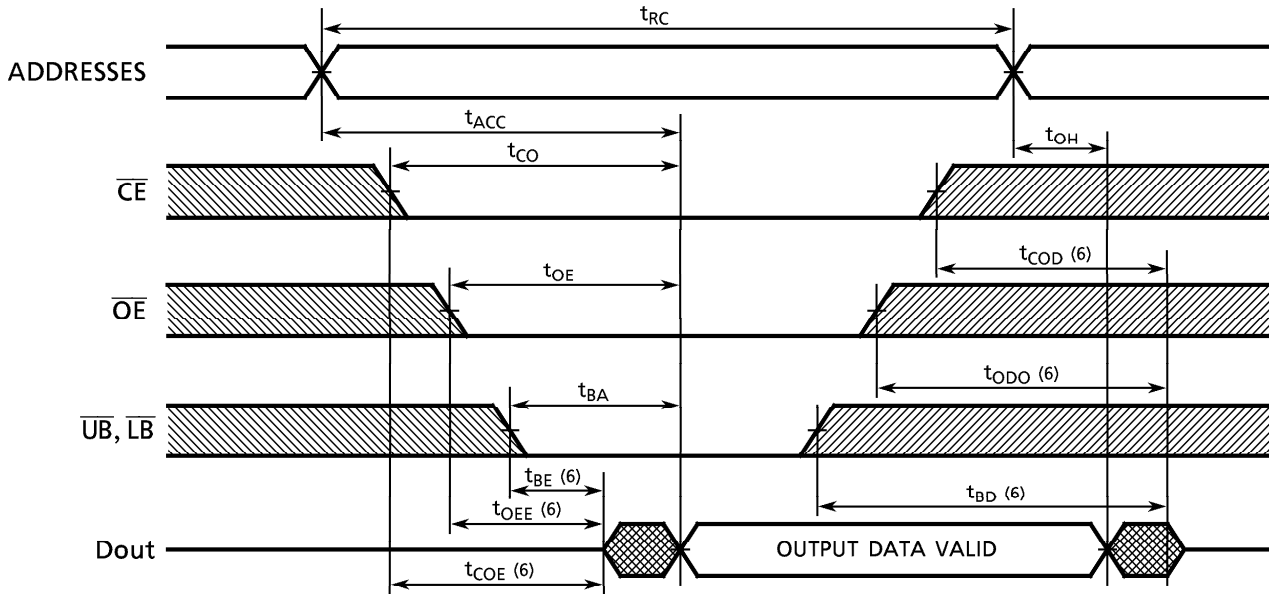 tRC
ADDRESSES
tACC
tCO
tOH
CE
tCOD (6)
tOE
OE
tODO (6)
tBA
UB, LB
tBE (6)
tBD (6)
tOEE (6)
Dout
OUTPUT DATA VALID
tCOE (6)